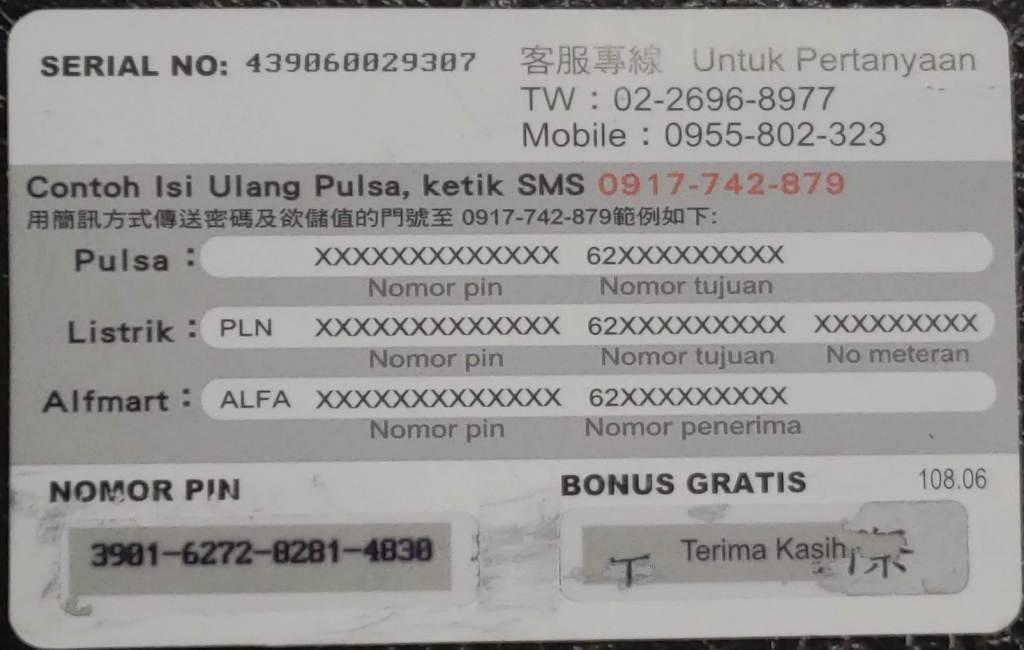 SERIAL NO: 439060029307
客服專線 Untuk Pertanyaan
TW : 02-2696-8977
Mobile : 0955-802-323
Contoh Isi Ulang Pulsa, ketik SMS 0917-742-879
用簡訊方式傳送密碼及欲儲值的門號至 0917-742-879範例如下:
Pulsa : XXXXXXXXXXXXX 62XXXXXXXXX
Nomor pin Nomor tujuan
Listrik : PLN XXXXXXXXXXXXX 62XXXXXXXXX XXXXXXXXX
Nomor pin Nomor tujuan No meteran
Alfmart : ALFA XXXXXXXXXXXXX 62XXXXXXXXX
Nomor pin Nomor penerima
NOMOR PIN
BONUS GRATIS 108.06
3901-6272-8281-4830
Terima Kasih